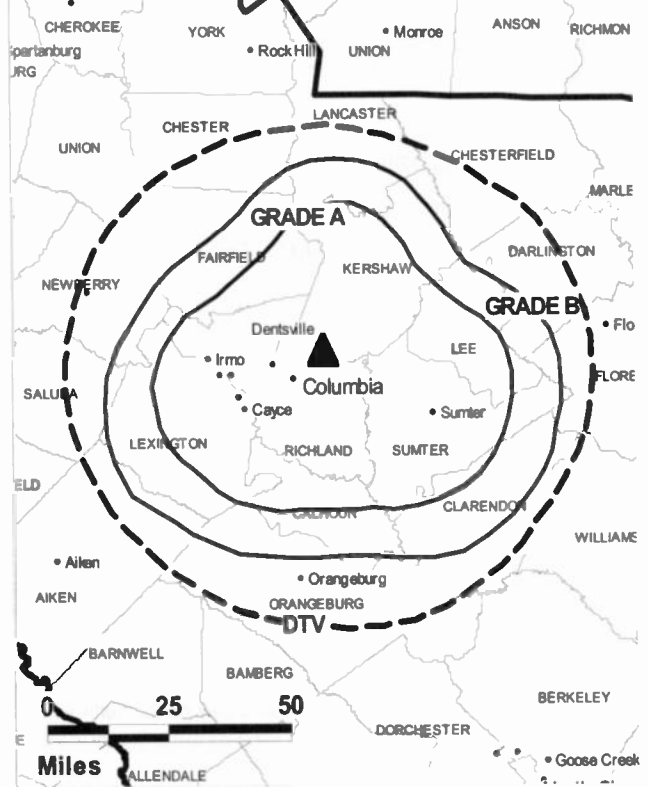 CHEROKEE
YORK
ANSON
RICHMON
Monroe
UNION
Rock Hill
Spartanburg
URG
LANCASTER
CHESTER
UNION
CHESTERFIELD
MARLE
GRADE A
FAIRFIELD
KERSHAW
DARLINGTON
NEWBERRY
GRADE B
Flo
Dentsville
LEE
Irmo
FLORE
Columbia
SALUDA
Cayce
Sumter
LEXINGTON
RICHLAND
SUMTER
ELD
CALHOUN
CLARENDON
WILLIAMS
Aiken
Orangeburg
AIKEN
ORANGEBURG
DTV
BARNWELL
BAMBERG
0 25 50
BERKELEY
DORCHESTER
E
Goose Creek
Miles
ALLENDALE